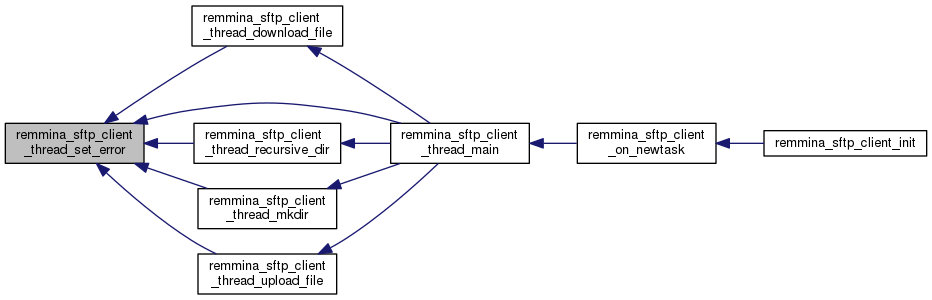 remmina_sftp_client
_thread_download_file
remmina_sftp_client
_thread_set_error
remmina_sftp_client
_thread_recursive_dir
remmina_sftp_client
_thread_main
remmina_sftp_client
_on_newtask
remmina_sftp_client_init
remmina_sftp_client
_thread_mkdir
remmina_sftp_client
_thread_upload_file